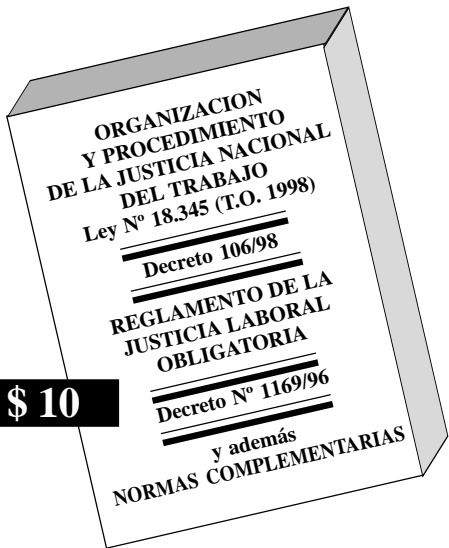 ORGANIZACION
Y PROCEDIMIENTO
DE LA JUSTICIA NACIONAL
DEL TRABAJO
Ley Nº 18.345 (T.O. 1998)
Decreto 106/98
REGLAMENTO DE LA
JUSTICIA LABORAL
OBLIGATORIA
$ 10
Decreto Nº 1169/96
y además
NORMAS COMPLEMENTARIAS